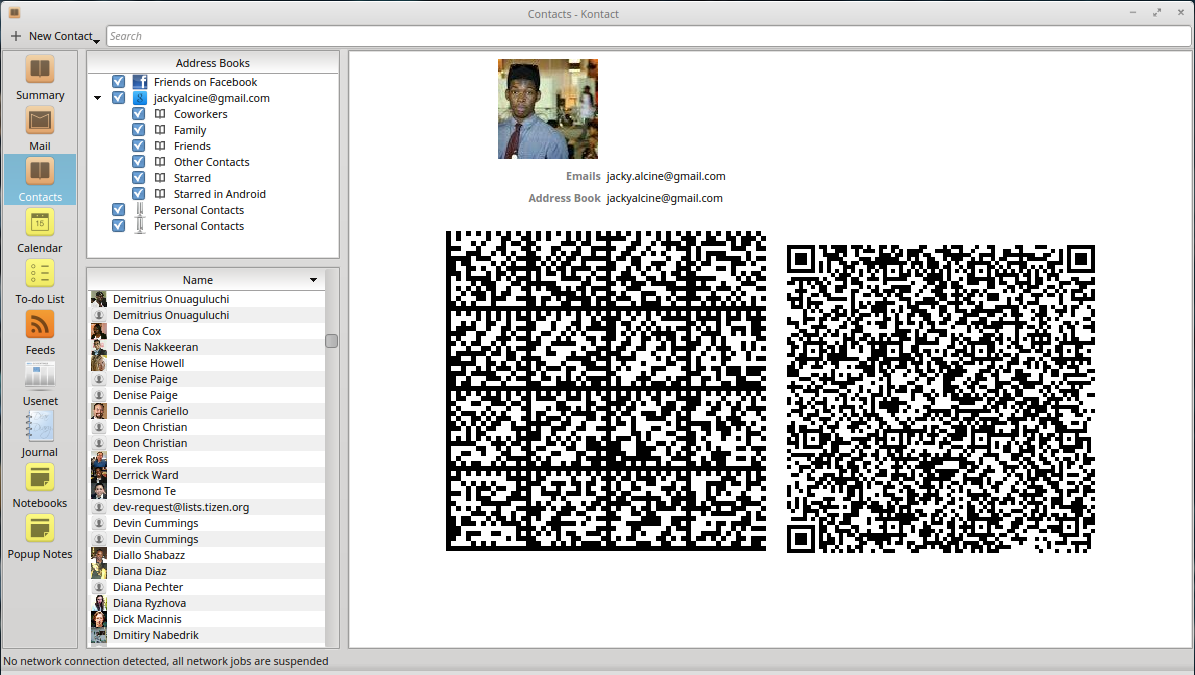 Contacts - Kontact
New Contact
Search
Summary
Mail
Contacts
Calendar
To-do List
Feeds
Usenet
Journal
Notebooks
Popup Notes
Address Books
Friends on Facebook
jackyalcine@gmail.com
Coworkers
Family
Friends
Other Contacts
Starred
Starred in Android
Personal Contacts
Personal Contacts
Name
Demitrius Onuaguluchi
Demitrius Onuaguluchi
Dena Cox
Denis Nakkeeran
Denise Howell
Denise Paige
Denise Paige
Dennis Cariello
Deon Christian
Deon Christian
Derek Ross
Derrick Ward
Desmond Te
dev-request@lists.tizen.org
Devin Cummings
Devin Cummings
Diallo Shabazz
Diana Diaz
Diana Pechter
Diana Ryzhova
Dick Macinnis
Dmitiry Nabedrik
Emails jacky.alcine@gmail.com
Address Book jackyalcine@gmail.com
No network connection detected, all network jobs are suspended